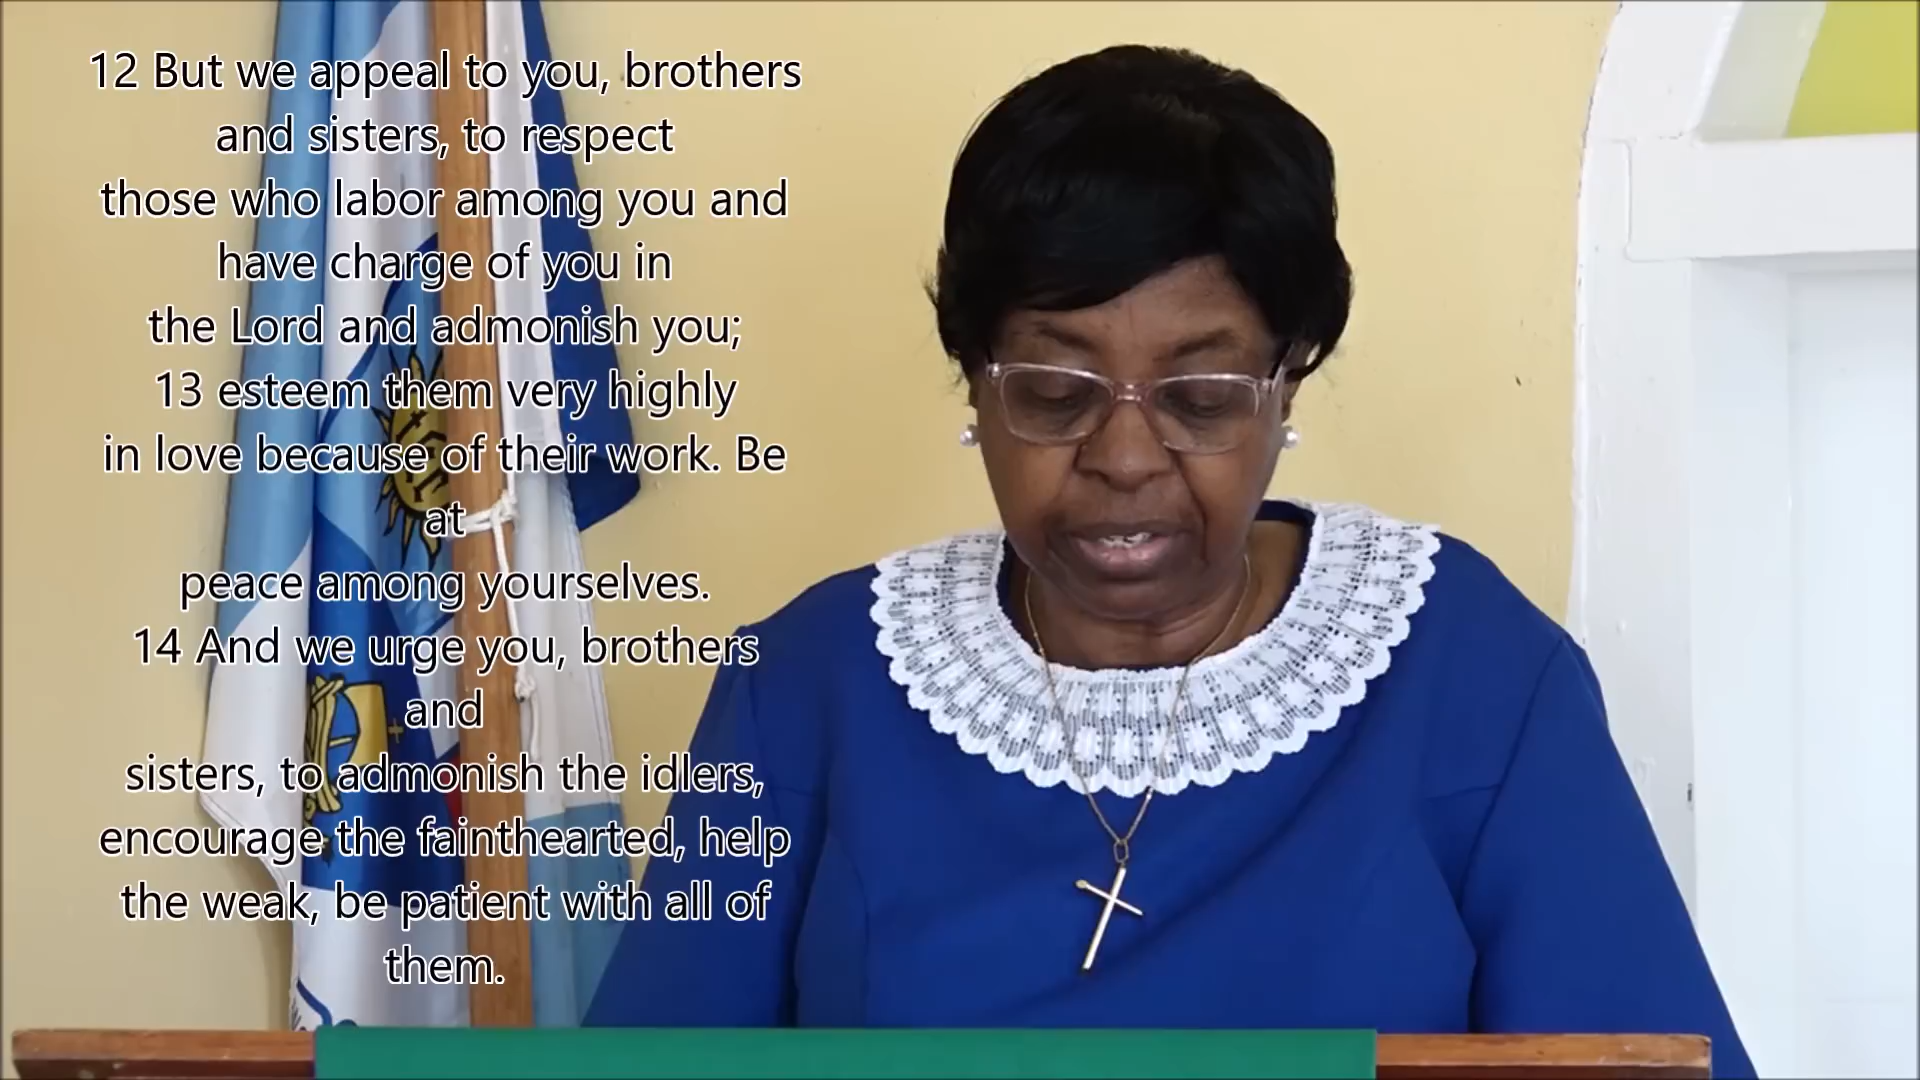 12 But we appeal to you, brothers
and sisters, to respect
those who labor among you and
have charge of you in
the Lord and admonish you;
13 esteem them very highly
in love because of their work. Be
at
peace among yourselves.
14 And we urge you, brothers
and
sisters, to admonish the idlers,
encourage the fainthearted, help
the weak, be patient with all of
them.